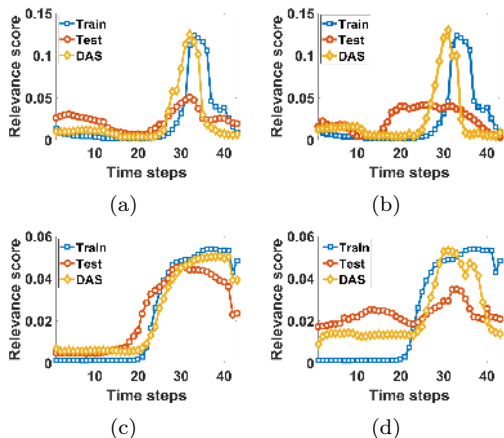 0.15
Train
Test
DAS
0.1
0.05
0
Relevance score
10 20 30 40
Time steps
(a)
0.15
Train
Test
DAS
0.1
0.05
0
Relevance score
10 20 30 40
Time steps
(b)
0.06
Train
Test
DAS
0.04
0.02
0
Relevance score
10 20 30 40
Time steps
(c)
0.06
Train
Test
DAS
0.04
0.02
0
Relevance score
10 20 30 40
Time steps
(d)